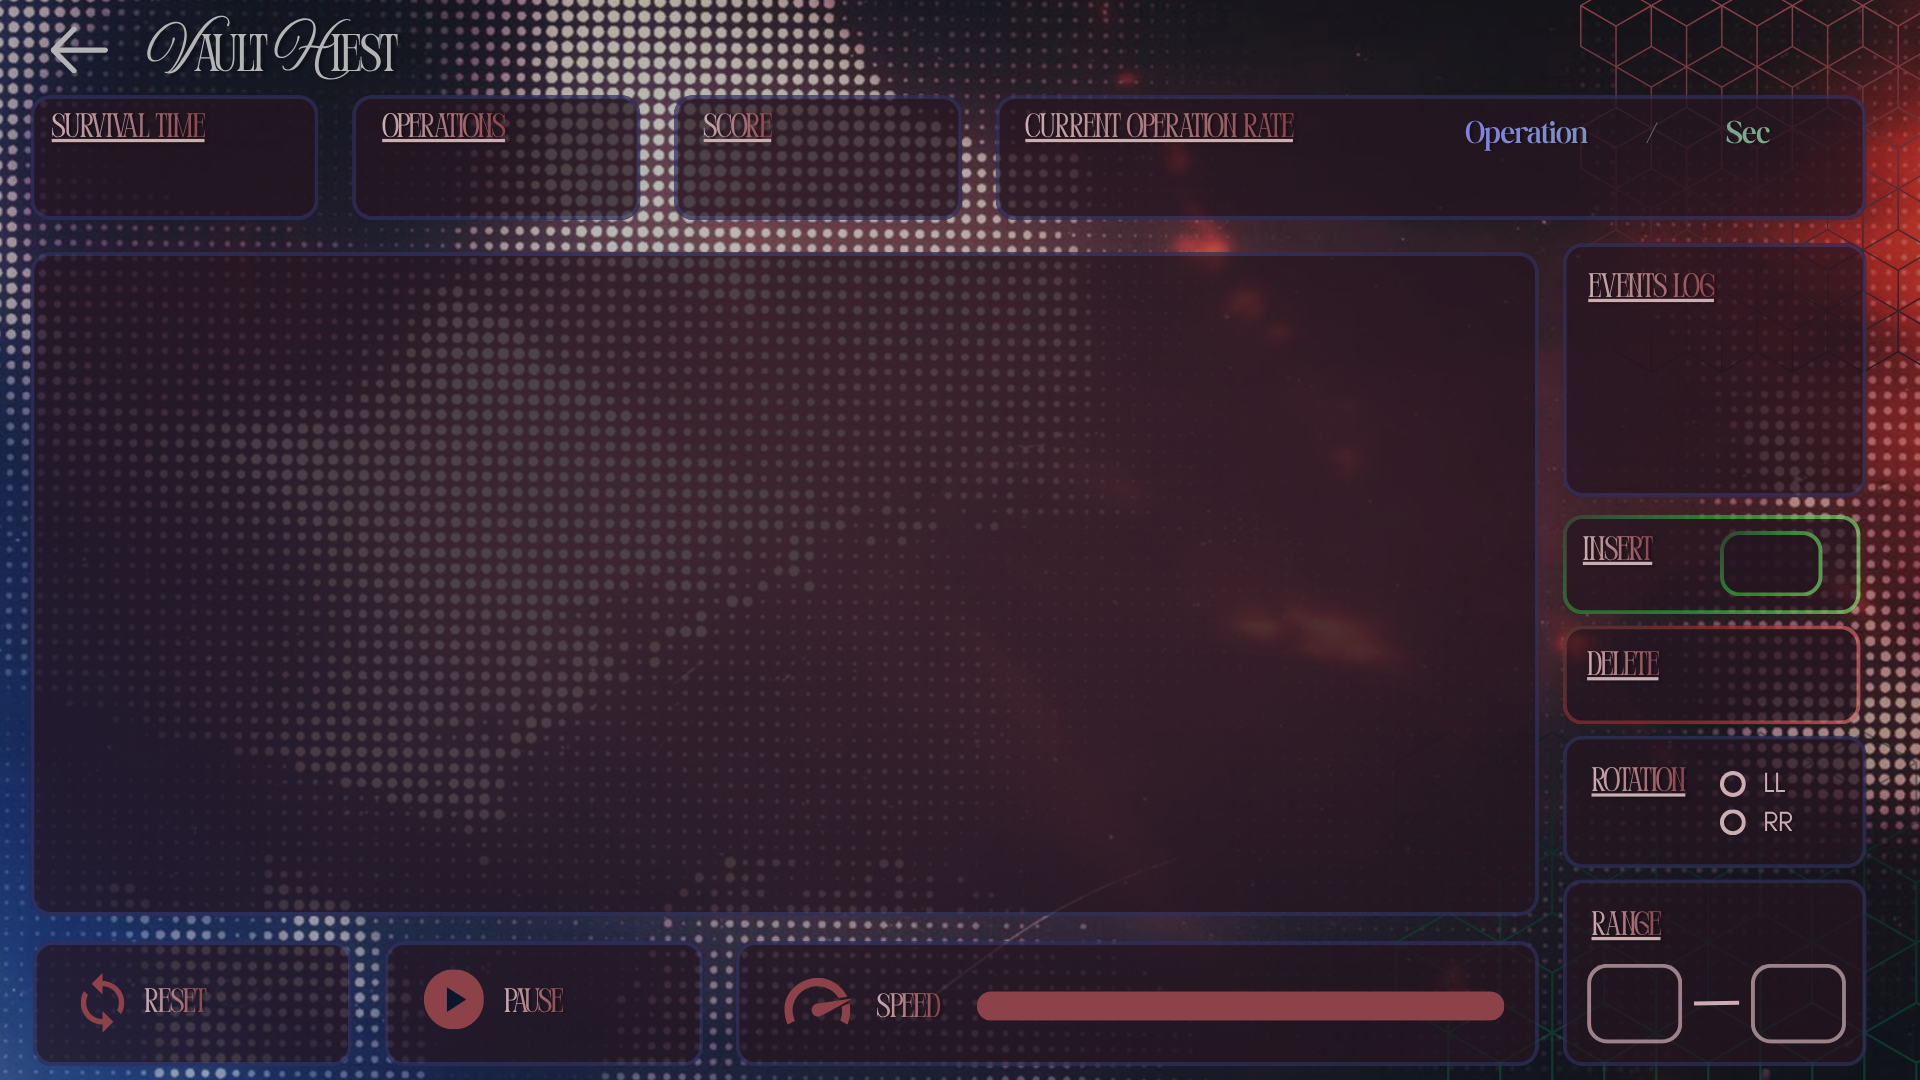 VAULT HIEST
SURVIVAL TIME
OPERATIONS
SCORE
CURRENT OPERATION RATE
Operation / Sec
EVENTS LOG
INSERT
DELETE
ROTATION
LL
RR
RANGE
RESET
PAUSE
SPEED